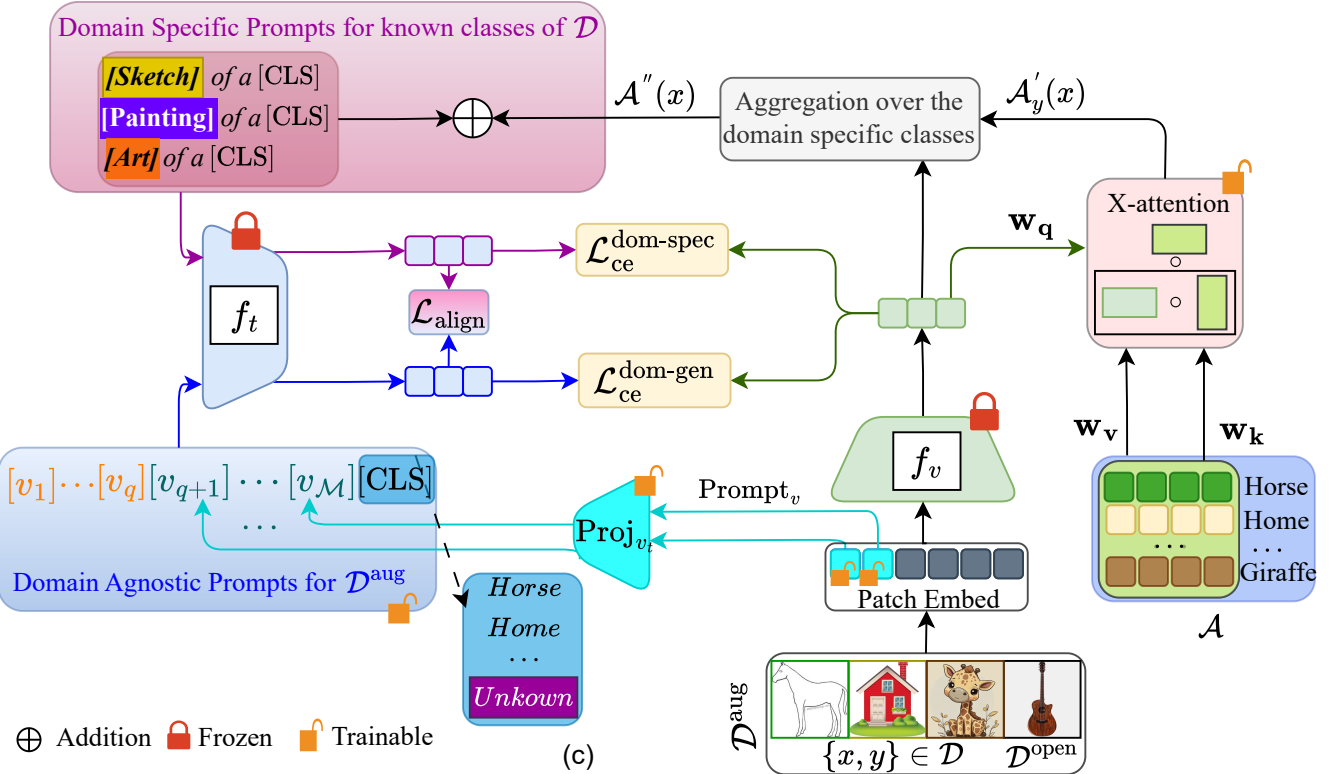 Domain Specific Prompts for known classes of 𝒟
[Sketch] of a [CLS]
[Painting] of a [CLS]
[Art] of a [CLS]
𝒜''(x)
Aggregation over the
domain specific classes
𝒜'_y(x)
X-attention
w_q
f_t
ℒ_ce^dom-spec
ℒ_align
ℒ_ce^dom-gen
f_v
w_v
w_k
[v_1]···[v_q][v_{q+1}]···[v_ℳ][CLS]
...
Domain Agnostic Prompts for 𝒟^aug
Proj_{v_t}
Prompt_v
Patch Embed
Horse
Home
...
Giraffe
...
𝒜
Horse
Home
...
Unkown
𝒟^aug
{x, y} ∈ 𝒟
𝒟^open
⊕ Addition
Frozen
Trainable
(c)